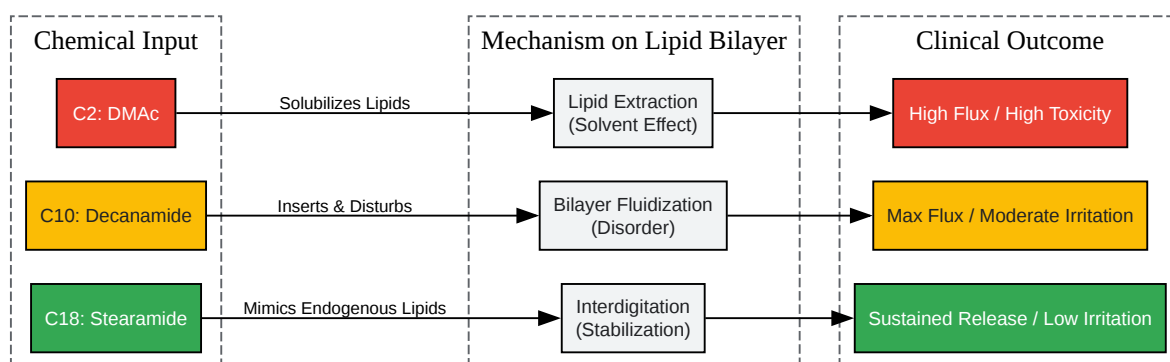 Chemical Input
Mechanism on Lipid Bilayer
Clinical Outcome
C2: DMAc
Solubilizes Lipids
Lipid Extraction
(Solvent Effect)
High Flux / High Toxicity
C10: Decanamide
Inserts & Disturbs
Bilayer Fluidization
(Disorder)
Max Flux / Moderate Irritation
C18: Stearamide
Mimics Endogenous Lipids
Interdigitation
(Stabilization)
Sustained Release / Low Irritation